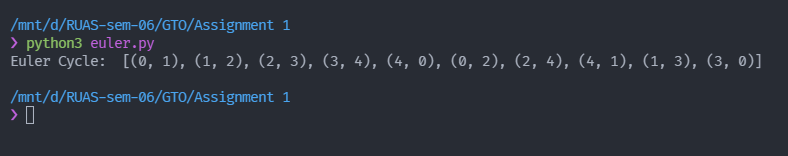 /mnt/d/RUAS-sem-06/GTO/Assignment 1
❯ python3 euler.py
Euler Cycle:  [(0, 1), (1, 2), (2, 3), (3, 4), (4, 0), (0, 2), (2, 4), (4, 1), (1, 3), (3, 0)]
/mnt/d/RUAS-sem-06/GTO/Assignment 1
❯